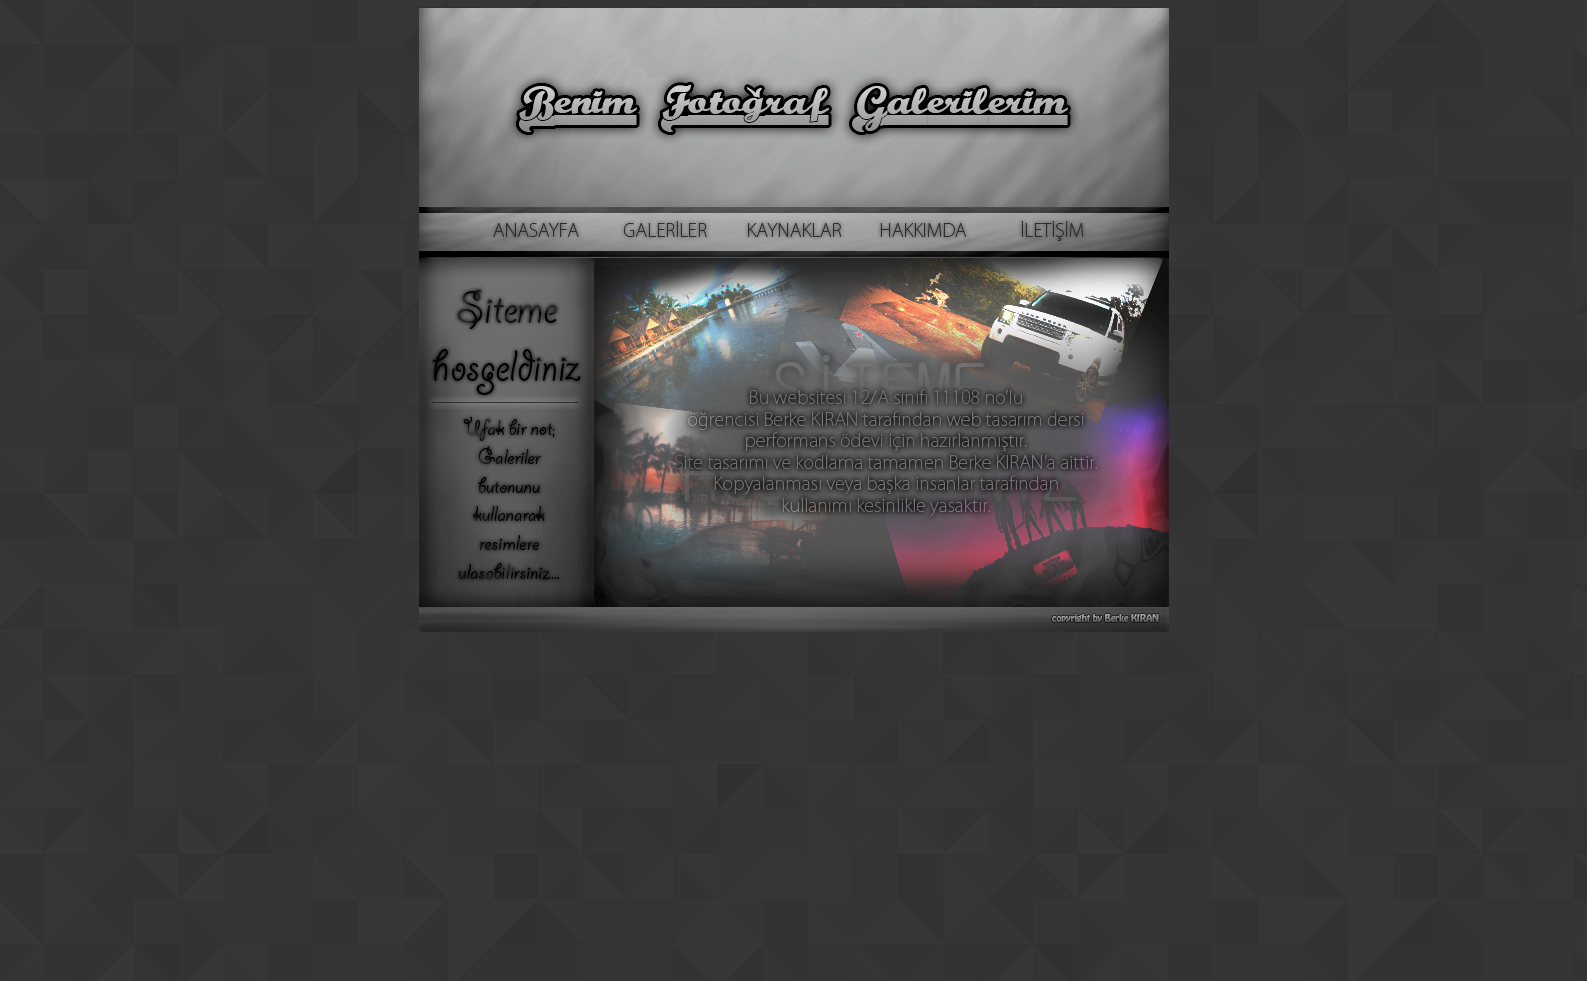 Benim Fotoğraf Galerilerim
ANASAYFA GALERİLER KAYNAKLAR HAKKIMDA İLETİŞİM
Siteme
hosgeldiniz
Ufak bir not;
Galeriler
butonunu
kullanarak
resimlere
ulasabilirsiniz...
SİTEME
Bu websitesi 12/A sınıfı 11108 no'lu
öğrencisi Berke KIRAN tarafından web tasarım dersi
performans ödevi için hazırlanmıştır.
Site tasarımı ve kodlama tamamen Berke KIRAN'a aittir.
Kopyalanması veya başka insanlar tarafından
kullanımı kesinlikle yasaktır.
copyright by Berke KIRAN